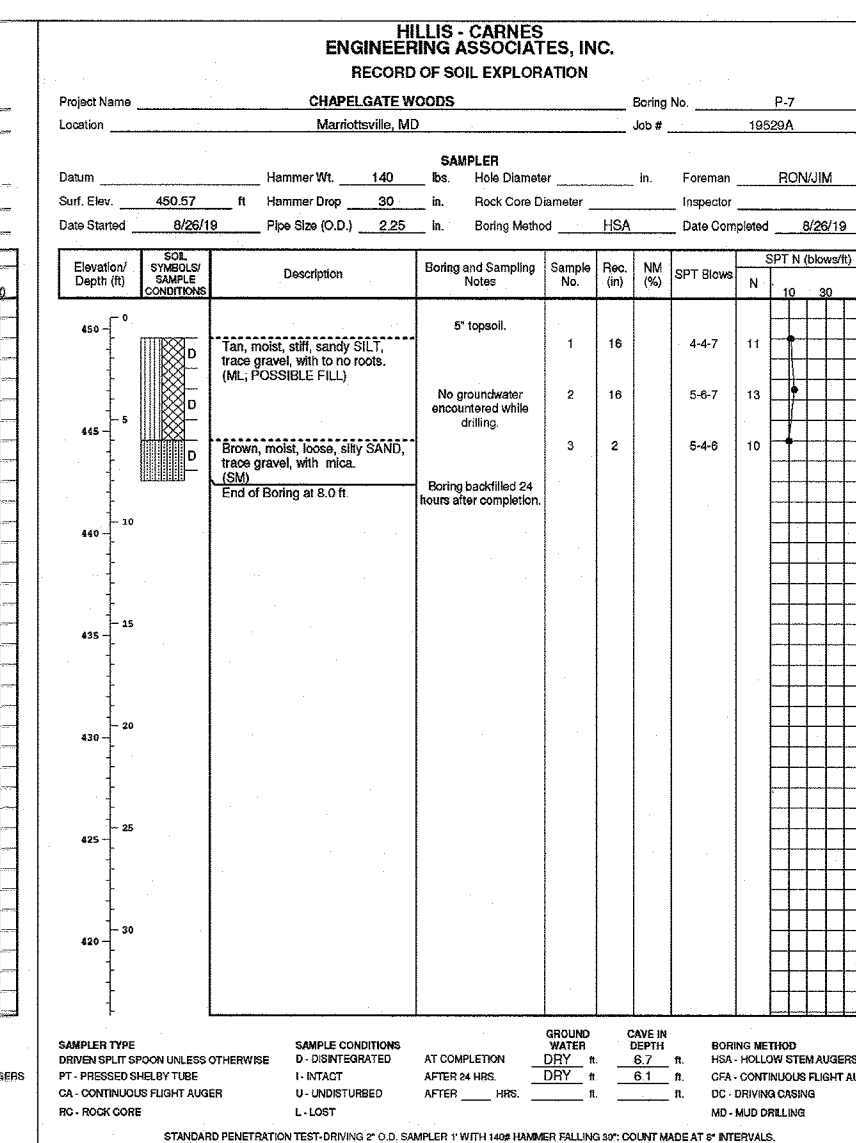 HILLIS - CARNES
ENGINEERING ASSOCIATES, INC.
RECORD OF SOIL EXPLORATION
Project Name CHAPELGATE WOODS Boring No. P-7
Location Marriottsville, MD Job # 19529A
SAMPLER
Datum Hammer Wt. 140 lbs. Hole Diameter in. Foreman RON/JIM
Surf. Elev. 450.57 ft Hammer Drop 30 in. Rock Core Diameter Inspector
Date Started 8/26/19 Pipe Size (O.D.) 2.25 in. Boring Method HSA Date Completed 8/26/19
Elevation/ Depth (ft) SOIL SYMBOLS/ SAMPLE CONDITIONS Description Boring and Sampling Notes Sample No. Rec. (in) NM (%) SPT Blows SPT N (blows/ft)
N 10 30
0
450 5" topsoil.
D Tan, moist, stiff, sandy SILT, 1 16 4-4-7 11
trace gravel, with to no roots.
(ML; POSSIBLE FILL)
D No groundwater 2 16 5-6-7 13
encountered while
5 drilling.
445
D Brown, moist, loose, silty SAND, 3 2 5-4-6 10
trace gravel, with mica.
(SM)
End of Boring at 8.0 ft. Boring backfilled 24
hours after completion.
10
440
15
435
20
430
25
425
30
420
GROUND WATER CAVE IN DEPTH
SAMPLER TYPE SAMPLE CONDITIONS BORING METHOD
DRIVEN SPLIT SPOON UNLESS OTHERWISE D - DISINTEGRATED AT COMPLETION DRY ft. 6.7 ft. HSA - HOLLOW STEM AUGERS
GERS PT - PRESSED SHELBY TUBE I - INTACT AFTER 24 HRS. DRY ft. 6.1 ft. CFA - CONTINUOUS FLIGHT AU
CA - CONTINUOUS FLIGHT AUGER U - UNDISTURBED AFTER HRS. ft. ft. DC - DRIVING CASING
RC - ROCK CORE L - LOST MD - MUD DRILLING
STANDARD PENETRATION TEST-DRIVING 2" O.D. SAMPLER 1' WITH 140# HAMMER FALLING 30": COUNT MADE AT 6" INTERVALS.